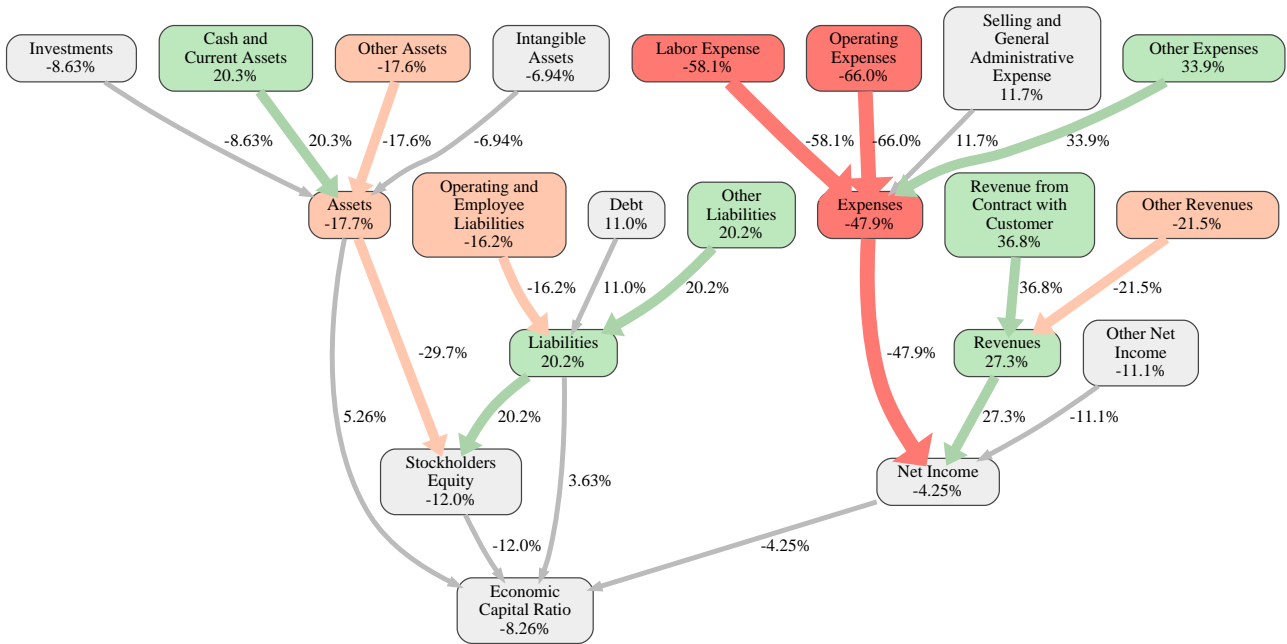 Investments
-8.63%
Cash and
Current Assets
20.3%
Other Assets
-17.6%
Intangible
Assets
-6.94%
Labor Expense
-58.1%
Operating
Expenses
-66.0%
Selling and
General
Administrative
Expense
11.7%
Other Expenses
33.9%
-8.63%
20.3%
-17.6%
-6.94%
-58.1%
-66.0%
11.7%
33.9%
Assets
-17.7%
Operating and
Employee
Liabilities
-16.2%
Debt
11.0%
Other
Liabilities
20.2%
Expenses
-47.9%
Revenue from
Contract with
Customer
36.8%
Other Revenues
-21.5%
-16.2%
11.0%
20.2%
36.8%
-21.5%
-29.7%
Liabilities
20.2%
-47.9%
Revenues
27.3%
Other Net
Income
-11.1%
5.26%
20.2%
27.3%
-11.1%
Stockholders
Equity
-12.0%
3.63%
Net Income
-4.25%
-12.0%
-4.25%
Economic
Capital Ratio
-8.26%